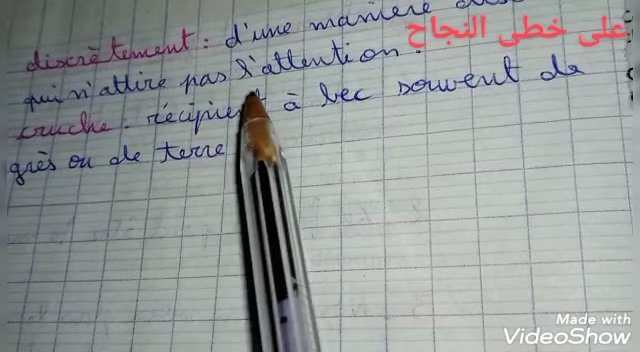 discrètement : d'une manière
على خطى النجاح
qui n'attire pas l'attention.
cruche : récipient à bec souvent de
grès ou de terre
Made with
VideoShow